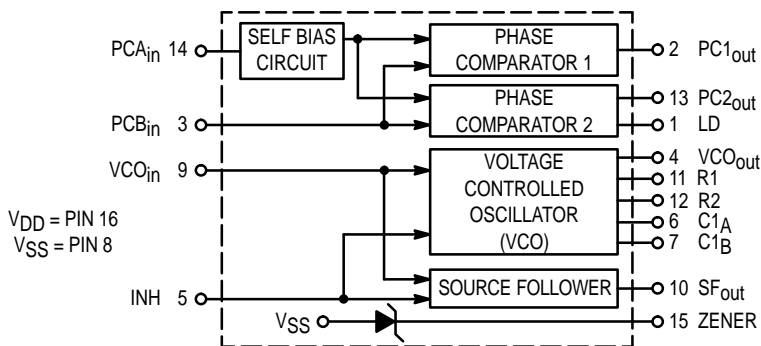 PCAin 14
SELF BIAS
CIRCUIT
PHASE
COMPARATOR 1
2 PC1out
PCBin 3
PHASE
COMPARATOR 2
13 PC2out
1 LD
VCOin 9
VOLTAGE
CONTROLLED
OSCILLATOR
(VCO)
4 VCOout
11 R1
12 R2
6 C1A
7 C1B
VDD = PIN 16
VSS = PIN 8
INH 5
SOURCE FOLLOWER
10 SFout
VSS
15 ZENER